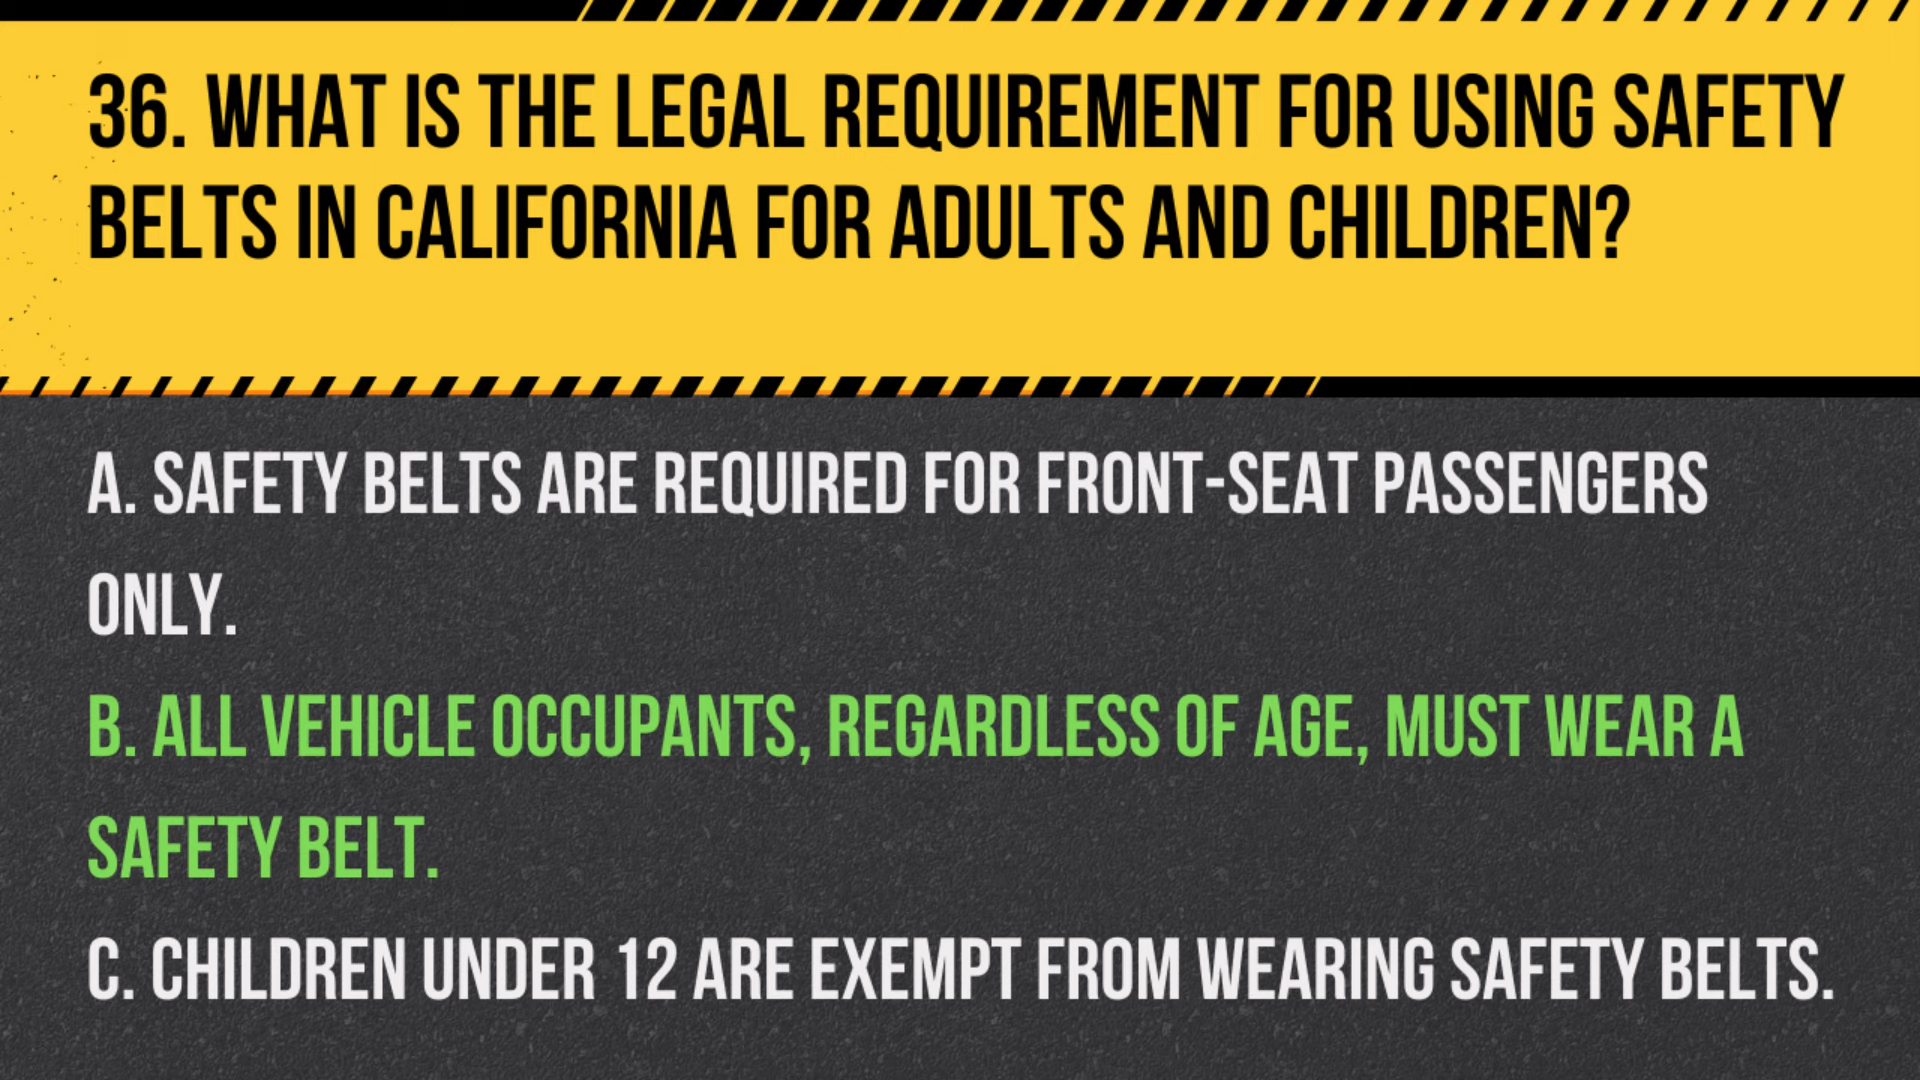 36. WHAT IS THE LEGAL REQUIREMENT FOR USING SAFETY
BELTS IN CALIFORNIA FOR ADULTS AND CHILDREN?
A. SAFETY BELTS ARE REQUIRED FOR FRONT-SEAT PASSENGERS
ONLY.
B. ALL VEHICLE OCCUPANTS, REGARDLESS OF AGE, MUST WEAR A
SAFETY BELT.
C. CHILDREN UNDER 12 ARE EXEMPT FROM WEARING SAFETY BELTS.